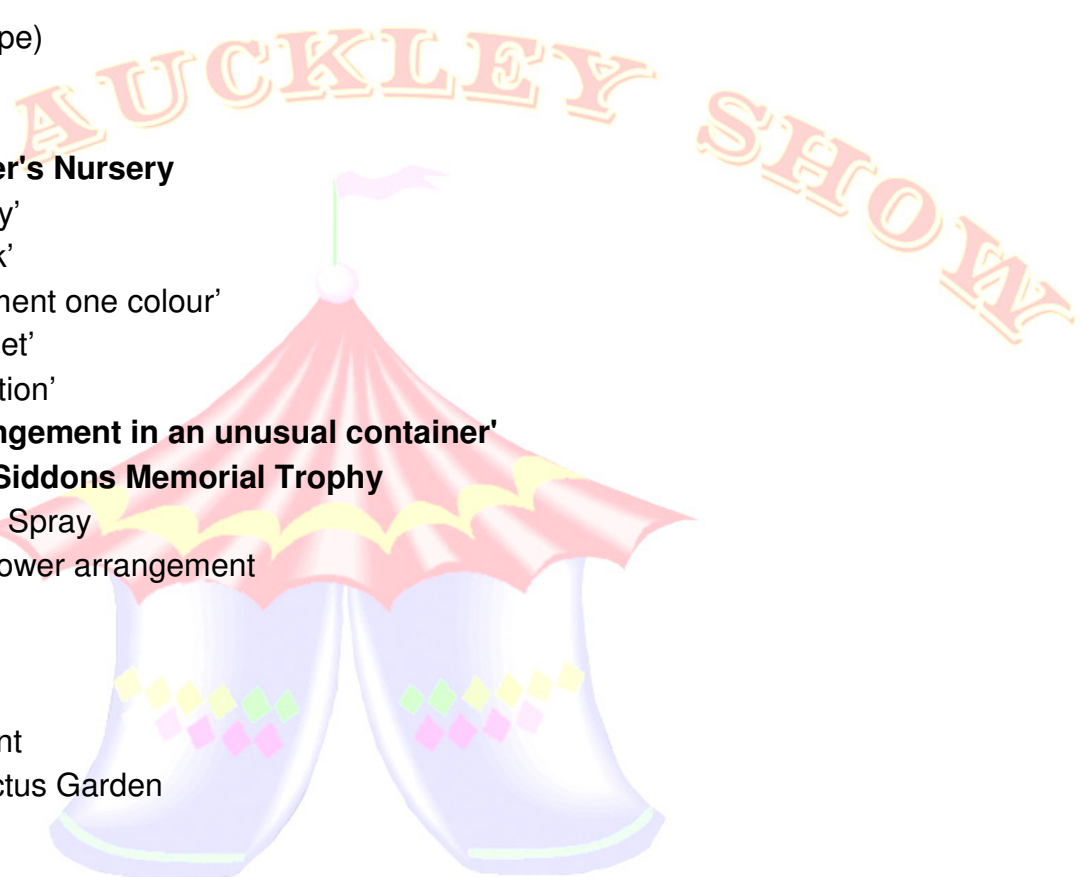 pe)
AUCKLEY SHOW
er's Nursery
y’
k’
ment one colour’
et’
tion’
ngement in an unusual container'
Siddons Memorial Trophy
Spray
ower arrangement
nt
ctus Garden